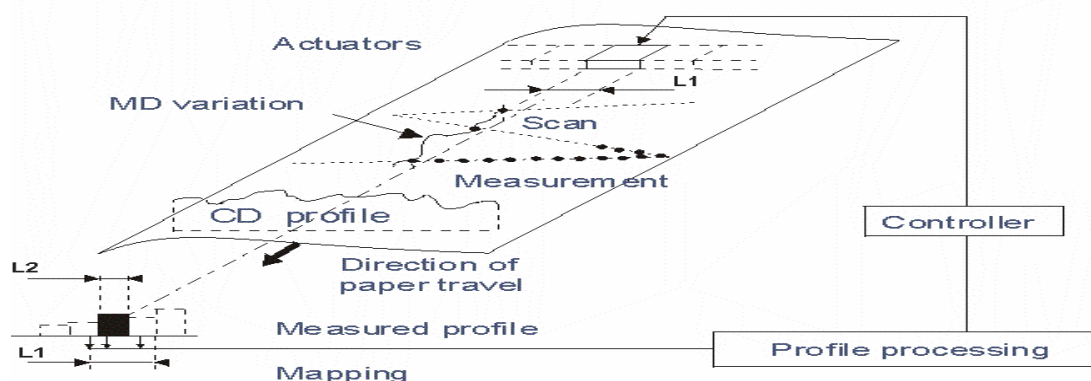 Actuators
L1
MD variation
Scan
Measurement
CD profile
Controller
L2
Direction of
paper travel
Measured profile
Profile processing
L1
Mapping